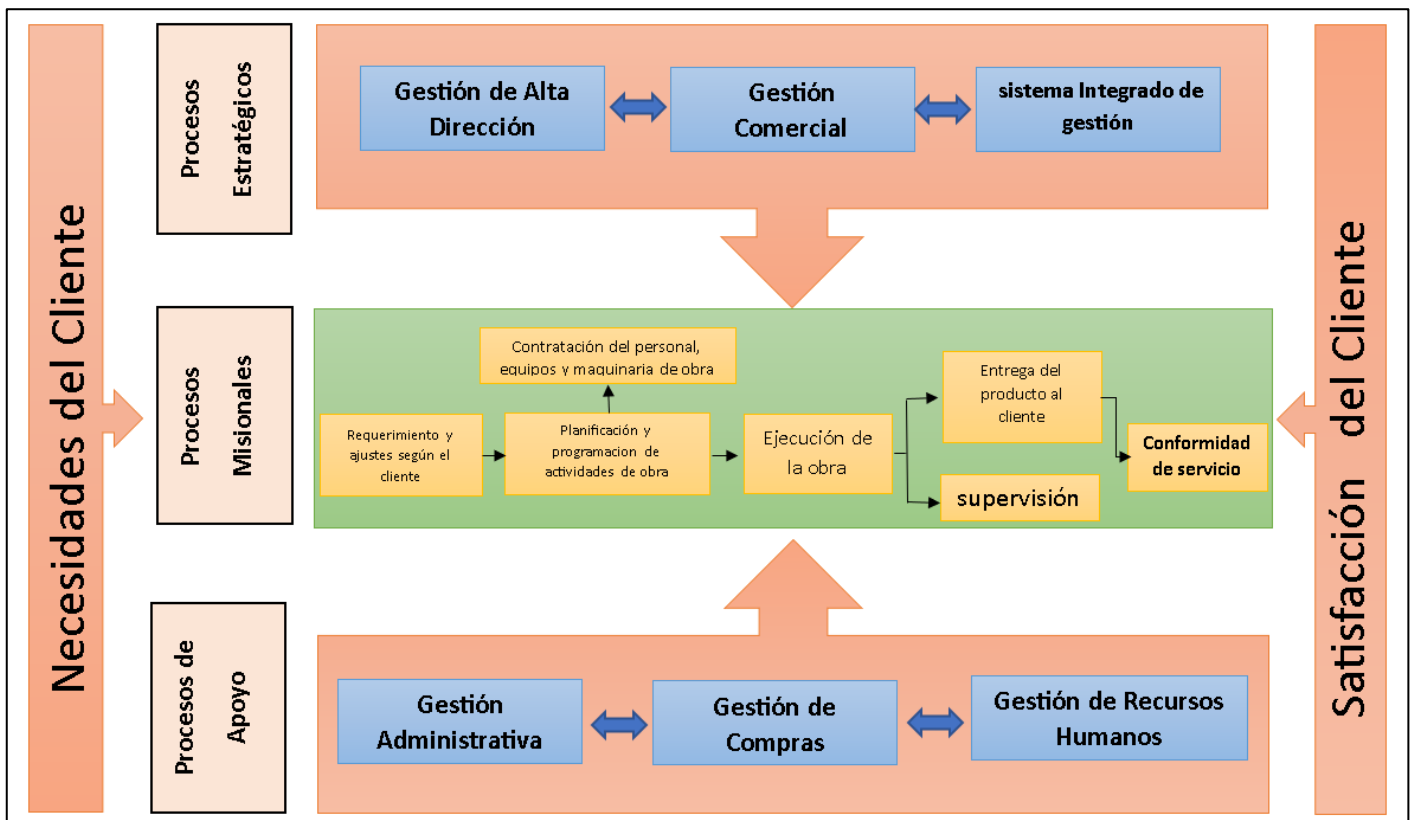 Necesidades del Cliente
Procesos
Estratégicos
Gestión de Alta
Dirección
Gestión
Comercial
sistema Integrado de
gestión
Procesos
Misionales
Contratación del personal,
equipos y maquinaria de obra
Requerimiento y
ajustes según el
cliente
Planificación y
programacion de
actividades de obra
Ejecución de
la obra
Entrega del
producto al
cliente
supervisión
Conformidad
de servicio
Procesos de
Apoyo
Gestión
Administrativa
Gestión de
Compras
Gestión de Recursos
Humanos
Satisfacción del Cliente